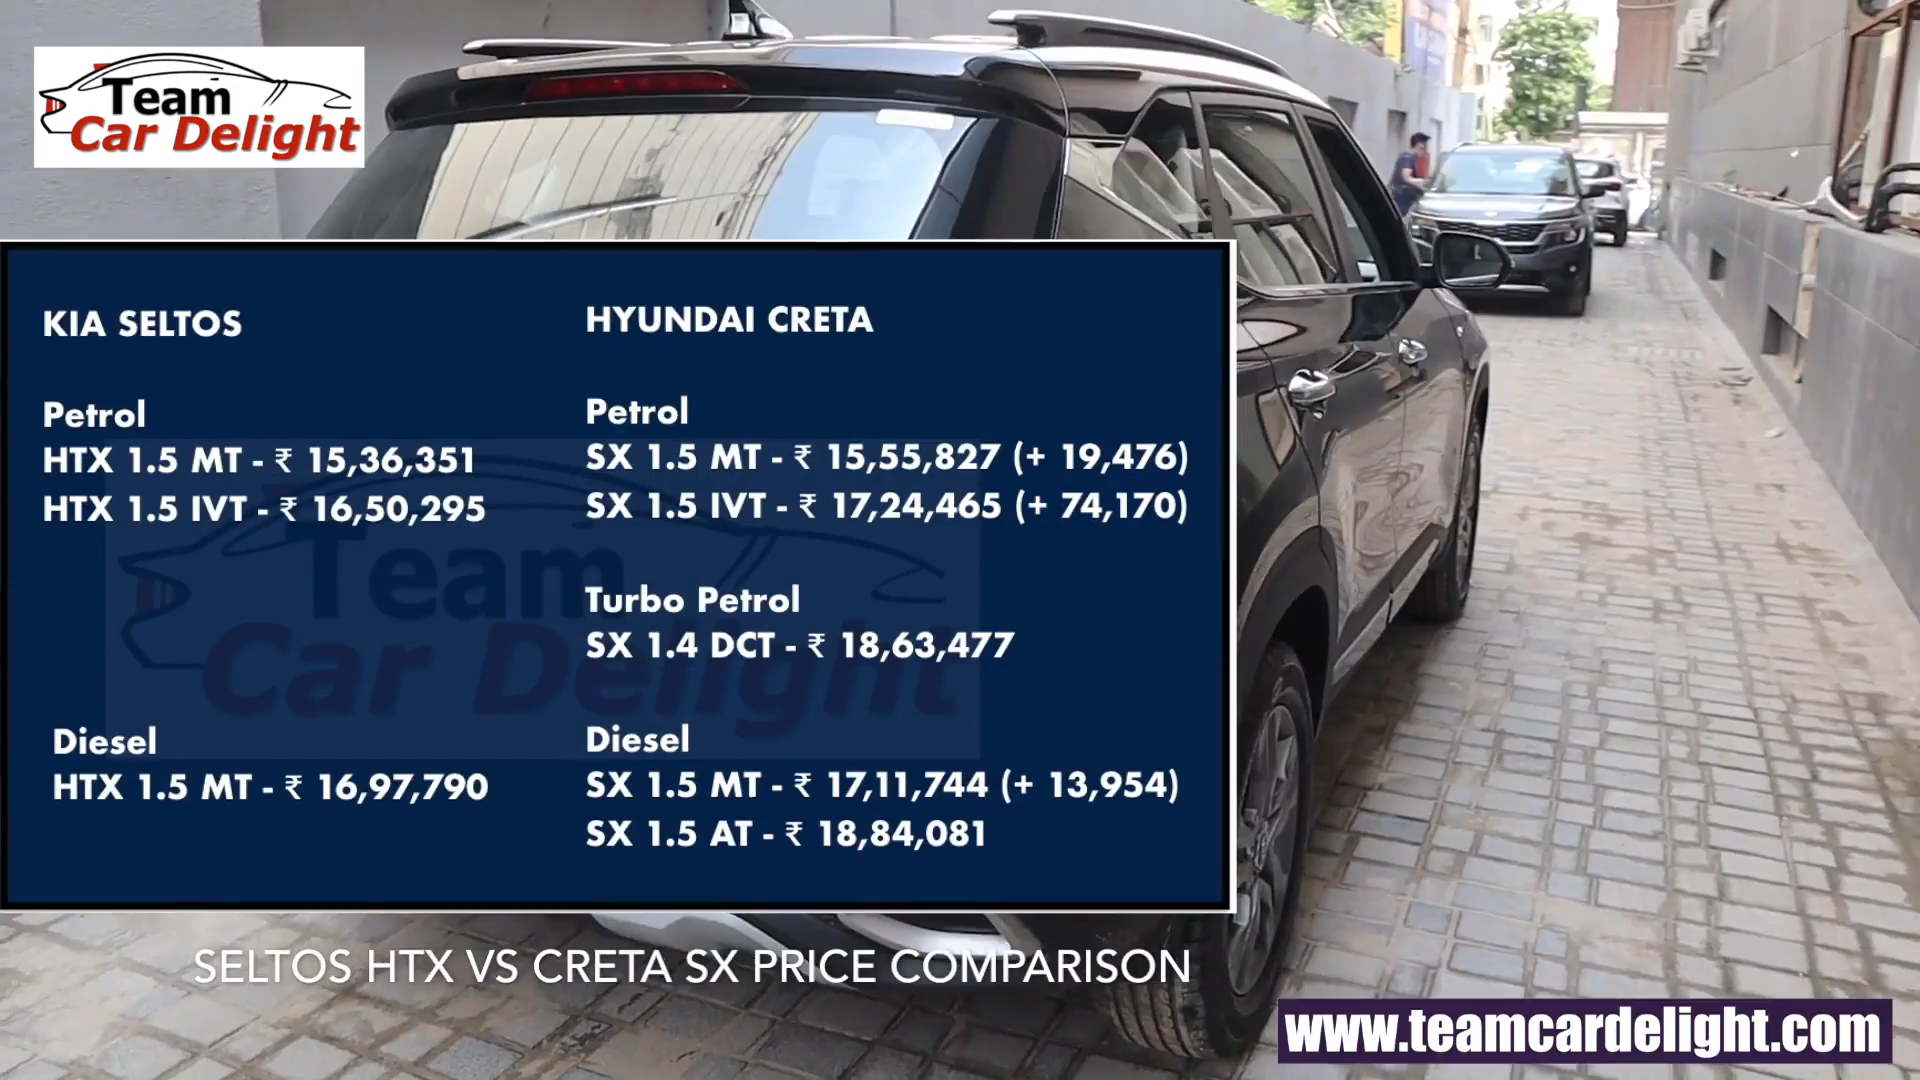 Team
Car Delight
KIA SELTOS
Petrol
HTX 1.5 MT - ₹ 15,36,351
HTX 1.5 IVT - ₹ 16,50,295
Diesel
HTX 1.5 MT - ₹ 16,97,790
HYUNDAI CRETA
Petrol
SX 1.5 MT - ₹ 15,55,827 (+ 19,476)
SX 1.5 IVT - ₹ 17,24,465 (+ 74,170)
Turbo Petrol
SX 1.4 DCT - ₹ 18,63,477
Diesel
SX 1.5 MT - ₹ 17,11,744 (+ 13,954)
SX 1.5 AT - ₹ 18,84,081
Team
Car Delight
SELTOS HTX VS CRETA SX PRICE COMPARISON
www.teamcardelight.com